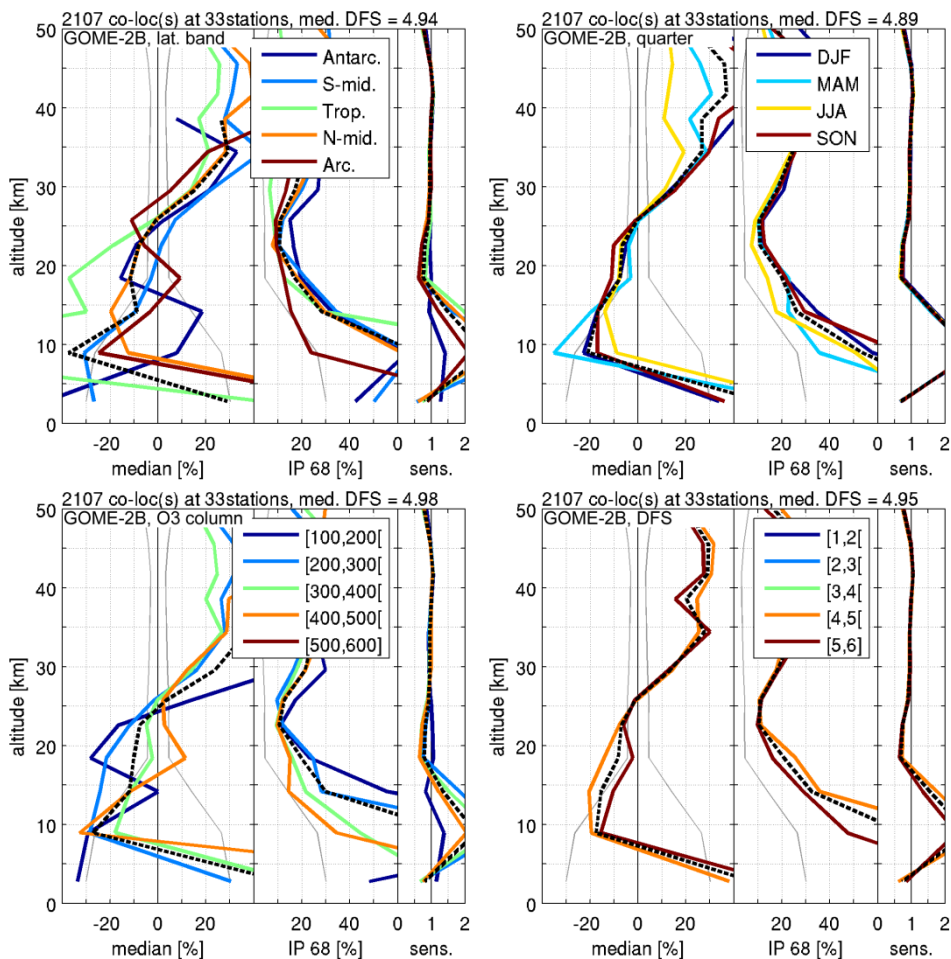 2107 co-loc(s) at 33stations, med. DFS = 4.94
GOME-2B, lat. band
Antarc.
S-mid.
Trop.
N-mid.
Arc.
50
40
30
20
10
0
altitude [km]
-20 0 20
median [%]
20 40
IP 68 [%]
0 1 2
sens.
2107 co-loc(s) at 33stations, med. DFS = 4.89
GOME-2B, quarter
DJF
MAM
JJA
SON
50
40
30
20
10
0
altitude [km]
-20 0 20
median [%]
20 40
IP 68 [%]
0 1 2
sens.
2107 co-loc(s) at 33stations, med. DFS = 4.98
GOME-2B, O3 column
[100,200[
[200,300[
[300,400[
[400,500[
[500,600]
50
40
30
20
10
0
altitude [km]
-20 0 20
median [%]
20 40
IP 68 [%]
0 1 2
sens.
2107 co-loc(s) at 33stations, med. DFS = 4.95
GOME-2B, DFS
[1,2[
[2,3[
[3,4[
[4,5[
[5,6]
50
40
30
20
10
0
altitude [km]
-20 0 20
median [%]
20 40
IP 68 [%]
0 1 2
sens.